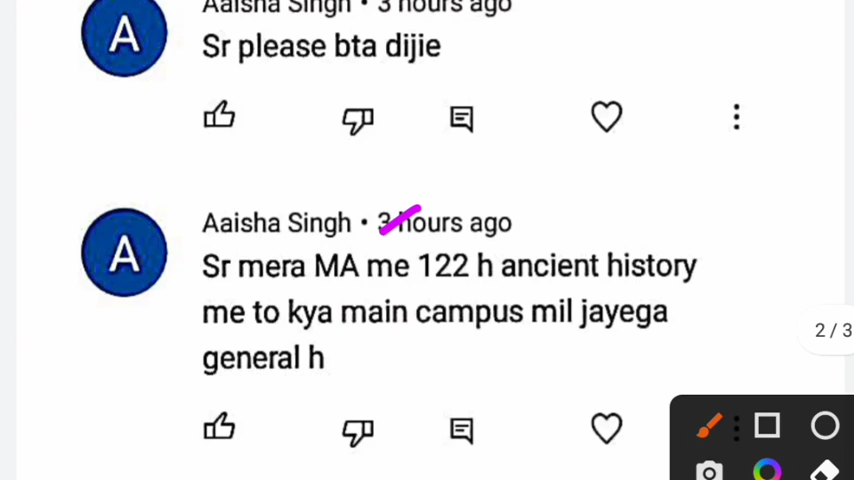 Aaisha Singh • 3 hours ago
A
Sr please bta dijie
Aaisha Singh • 3 hours ago
A
Sr mera MA me 122 h ancient history
me to kya main campus mil jayega
general h
2 / 3